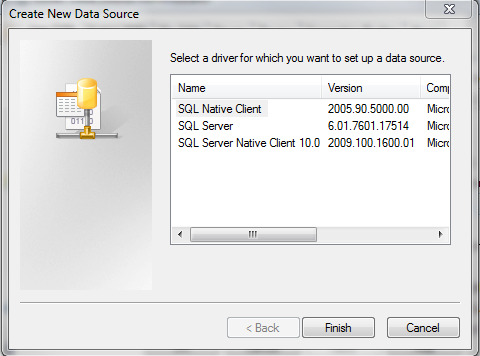 Create New Data Source
Select a driver for which you want to set up a data source.
Name Version Comp
SQL Native Client 2005.90.5000.00 Micro
SQL Server 6.01.7601.17514 Micro
SQL Server Native Client 10.0 2009.100.1600.01 Micro
< Back Finish Cancel